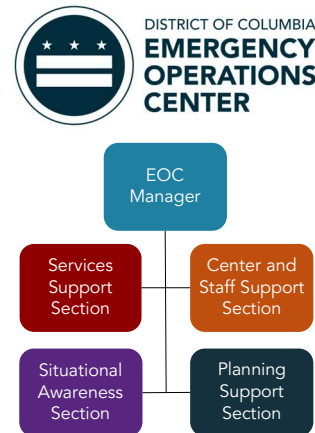 DISTRICT OF COLUMBIA
EMERGENCY
OPERATIONS
CENTER
EOC
Manager
Services
Support
Section
Center and
Staff Support
Section
Situational
Awareness
Section
Planning
Support
Section